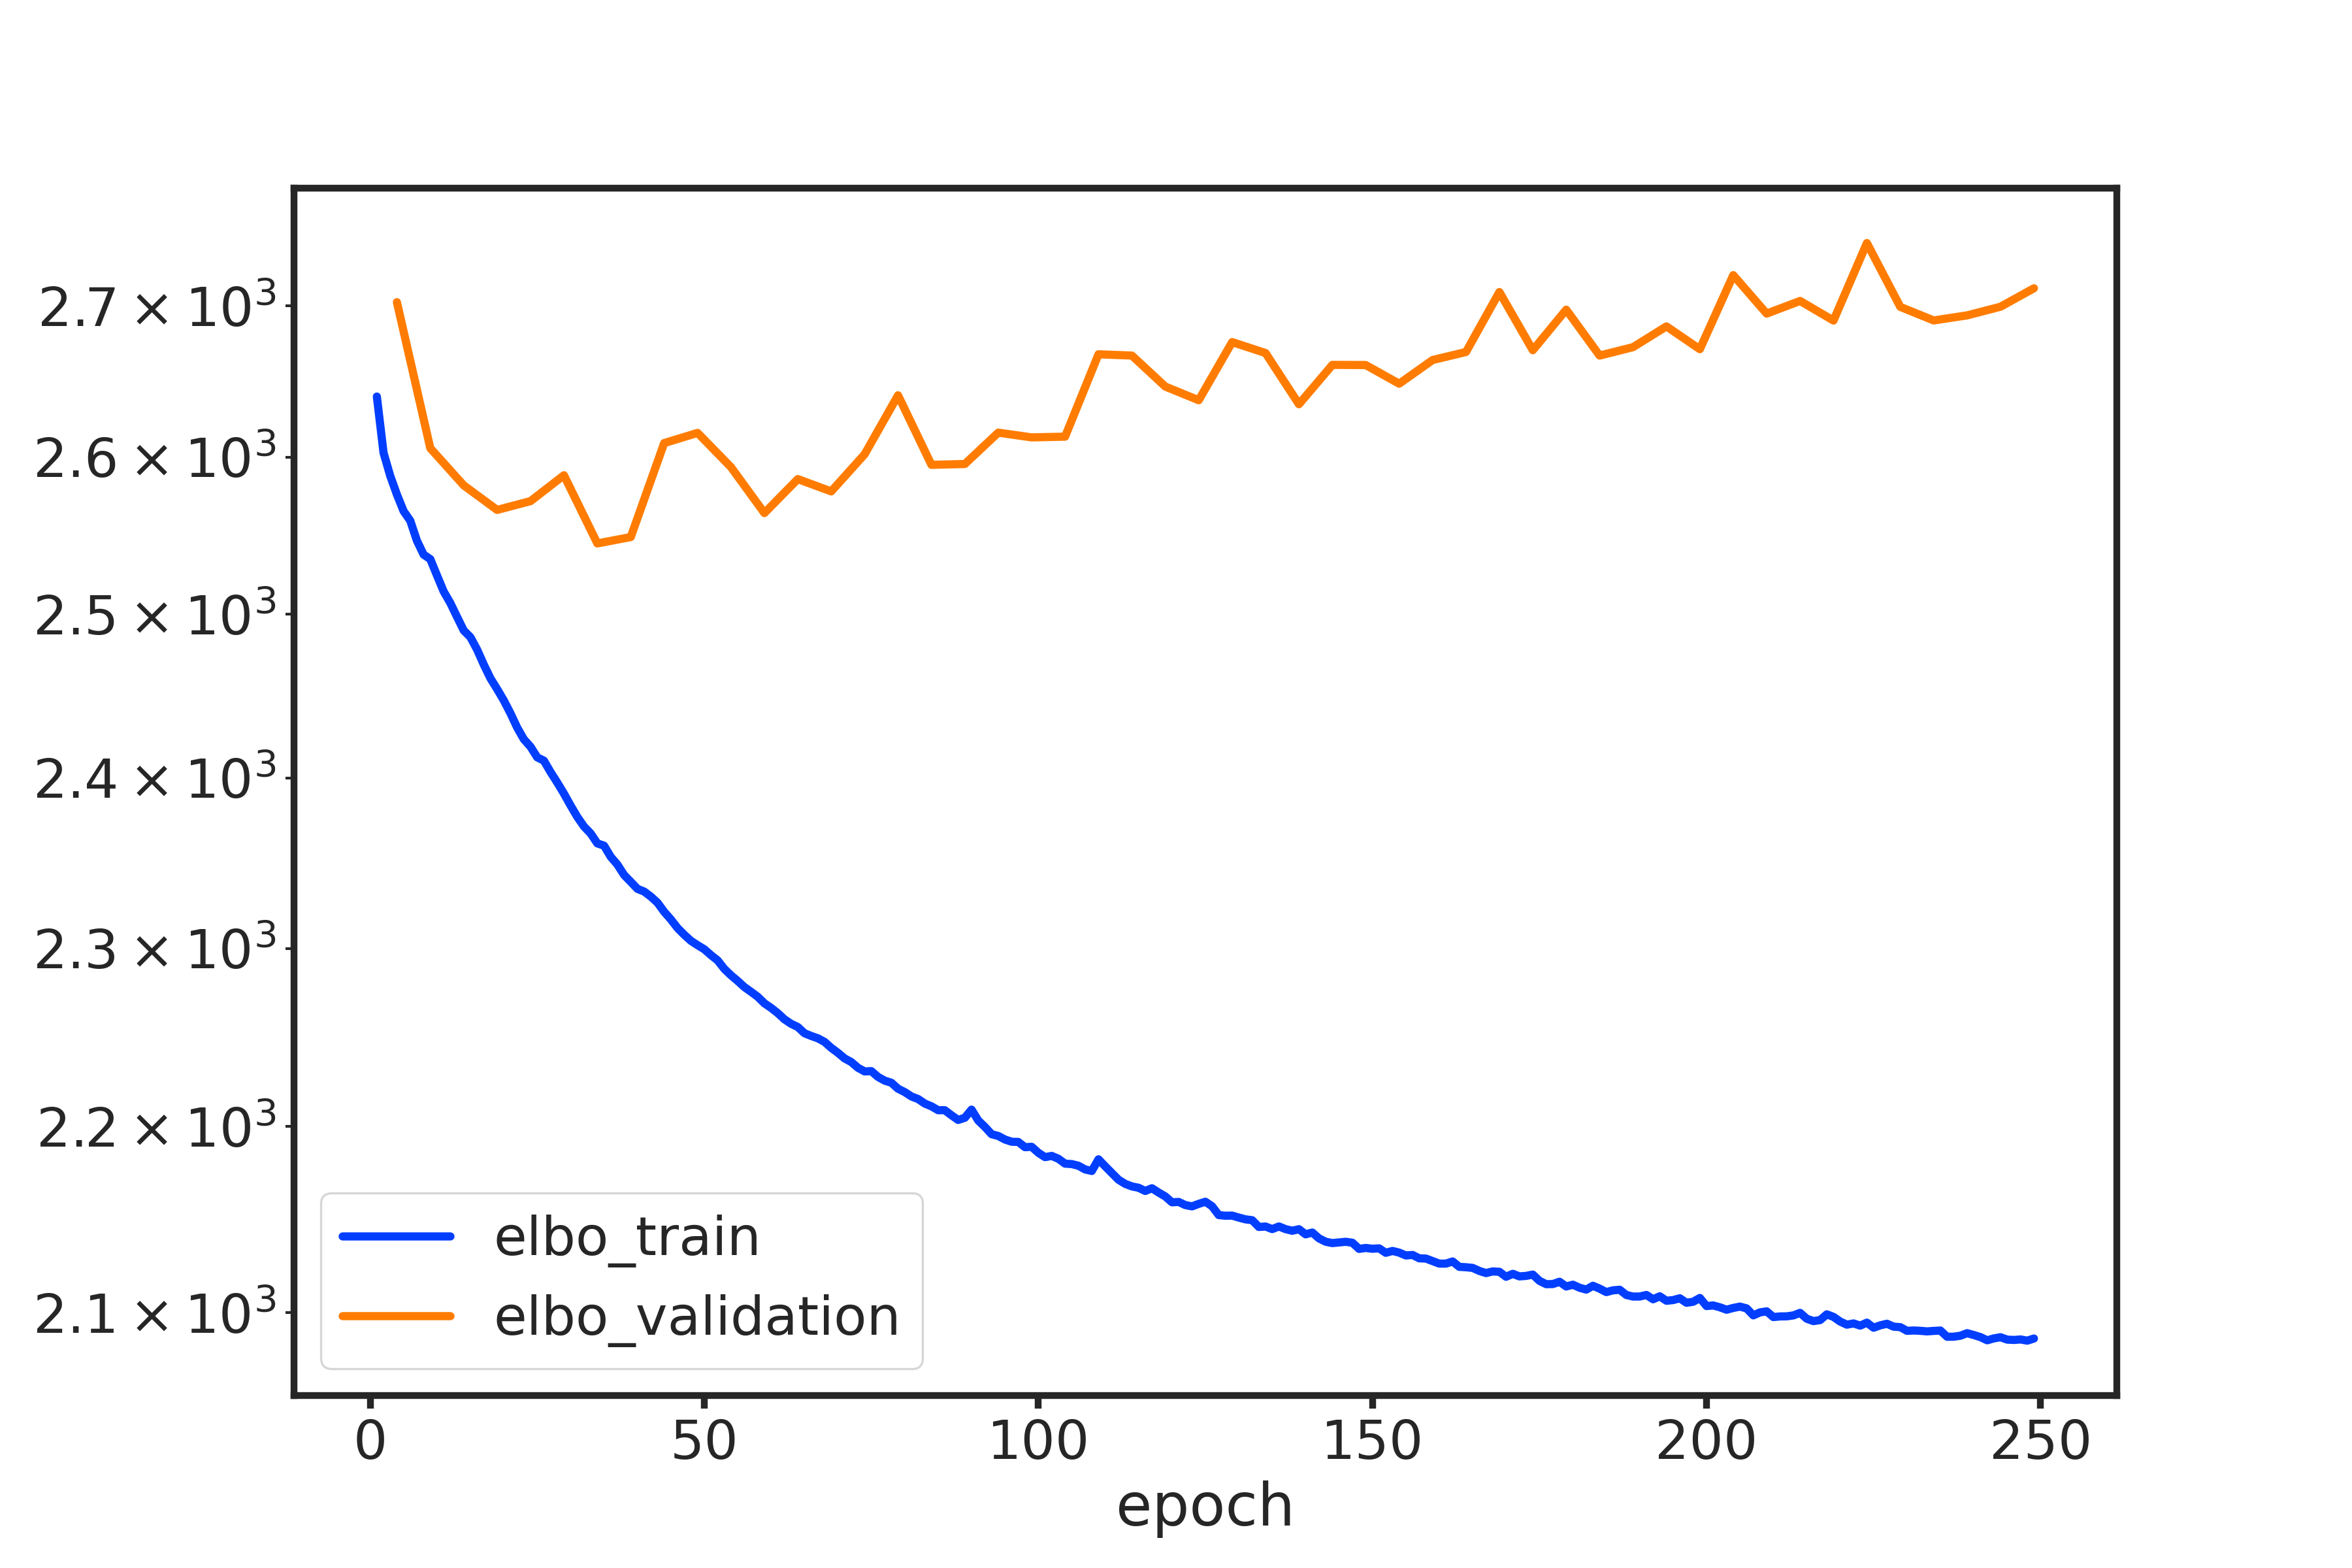 2.7 × 10³
2.6 × 10³
2.5 × 10³
2.4 × 10³
2.3 × 10³
2.2 × 10³
2.1 × 10³
elbo_train
elbo_validation
0 50 100 150 200 250
epoch